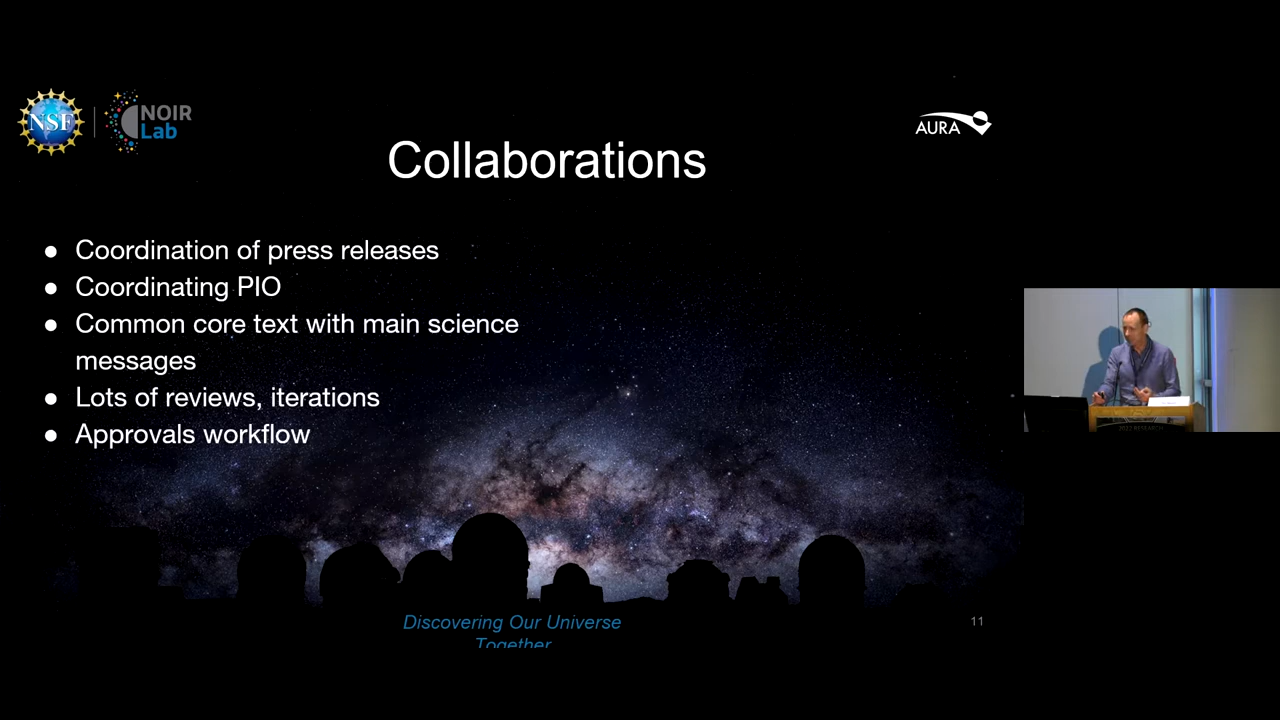 NSF
NOIR
Lab
AURA
Collaborations
● Coordination of press releases
● Coordinating PIO
● Common core text with main science
messages
● Lots of reviews, iterations
● Approvals workflow
Discovering Our Universe
Together
11